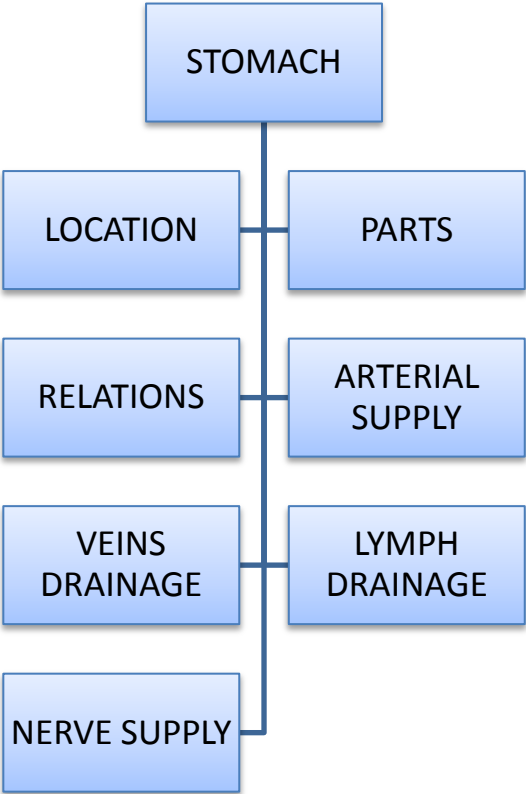 STOMACH
LOCATION
PARTS
RELATIONS
ARTERIAL
SUPPLY
VEINS
DRAINAGE
LYMPH
DRAINAGE
NERVE SUPPLY